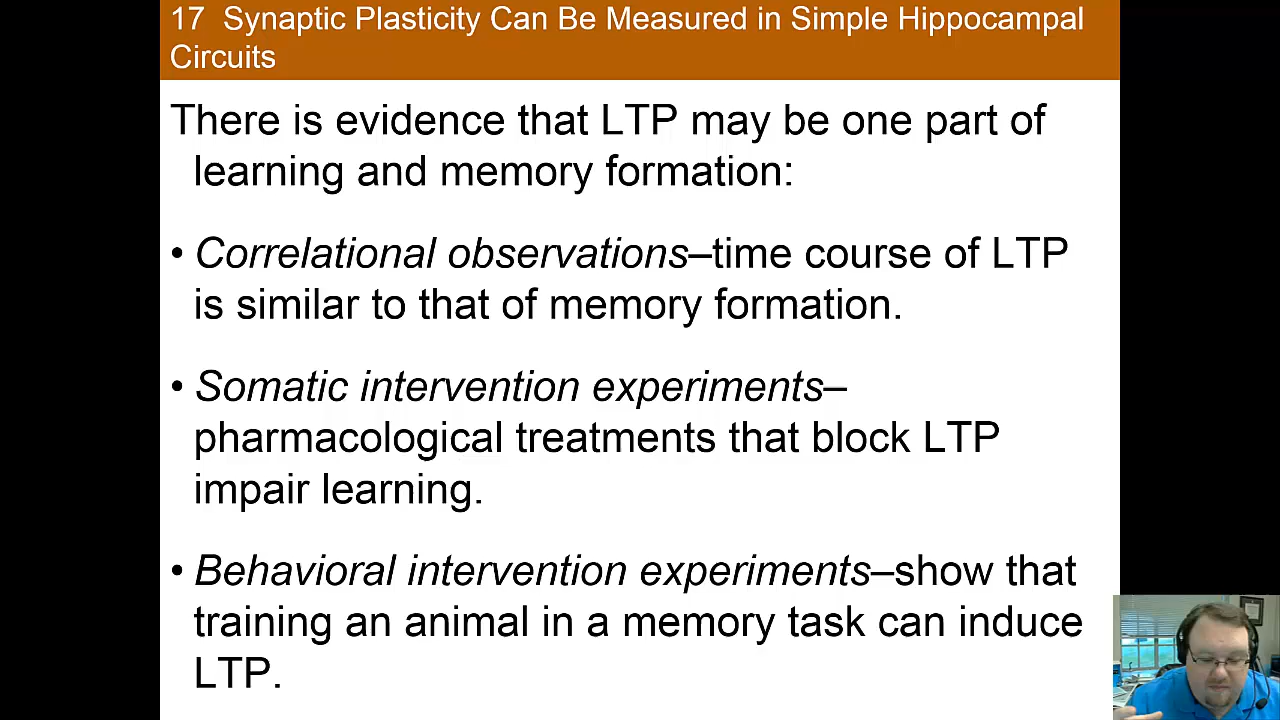 17  Synaptic Plasticity Can Be Measured in Simple Hippocampal
Circuits
There is evidence that LTP may be one part of
learning and memory formation:
• Correlational observations–time course of LTP
is similar to that of memory formation.
• Somatic intervention experiments–
pharmacological treatments that block LTP
impair learning.
• Behavioral intervention experiments–show that
training an animal in a memory task can induce
LTP.